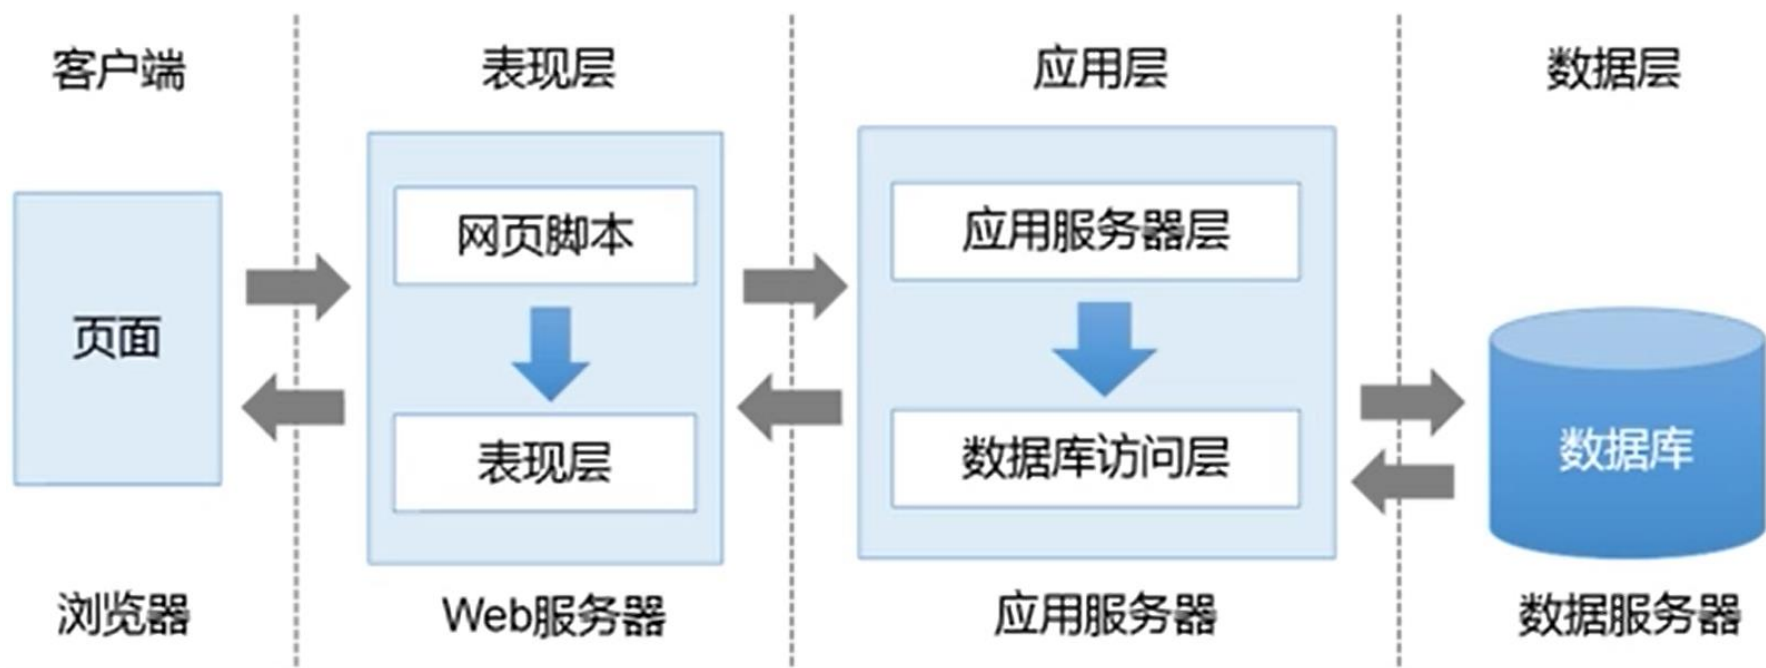 客户端
表现层
应用层
数据层
页面
网页脚本
表现层
应用服务器层
数据库访问层
数据库
浏览器
Web服务器
应用服务器
数据服务器